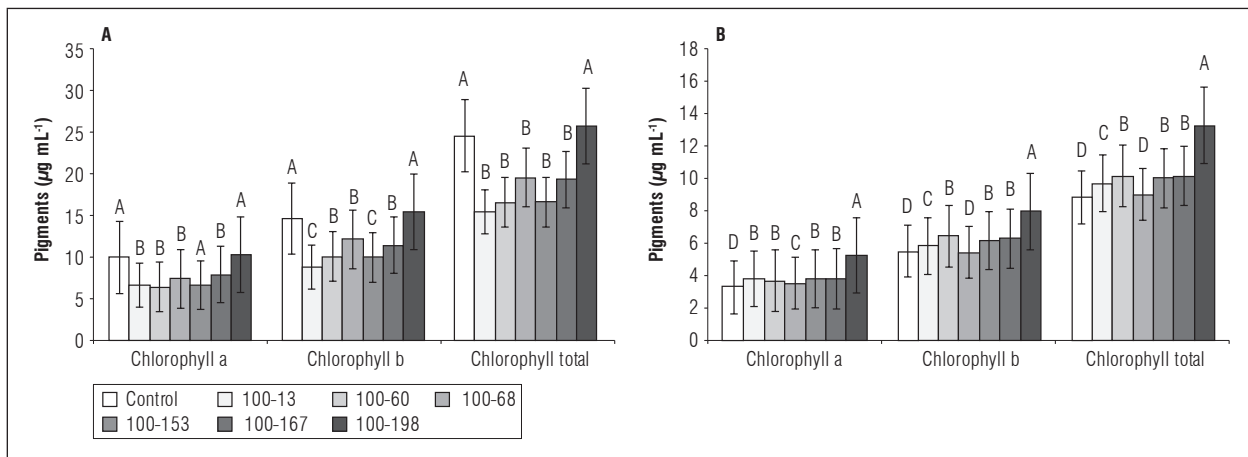 A
Pigments (µg mL-1)
35
30
25
20
15
10
5
0
A B B B A B A
A C B B C B A
A B B B B B A
Chlorophyll a Chlorophyll b Chlorophyll total
B
Pigments (µg mL-1)
18
16
14
12
10
8
6
4
2
0
D B B C B B A
D C B D B B A
D C B D B B A
Chlorophyll a Chlorophyll b Chlorophyll total
Control 100-13 100-60 100-68
100-153 100-167 100-198